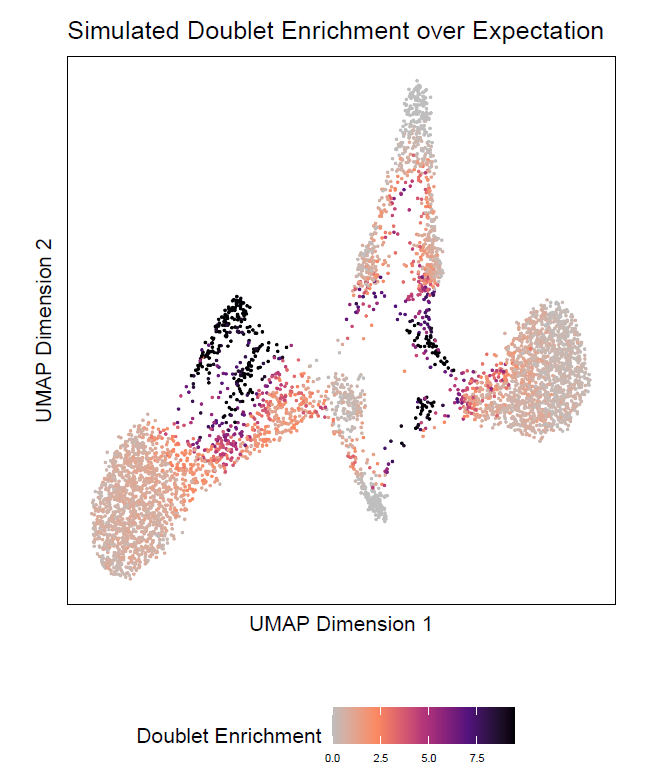 Simulated Doublet Enrichment over Expectation
UMAP Dimension 2
UMAP Dimension 1
Doublet Enrichment
0.0 2.5 5.0 7.5